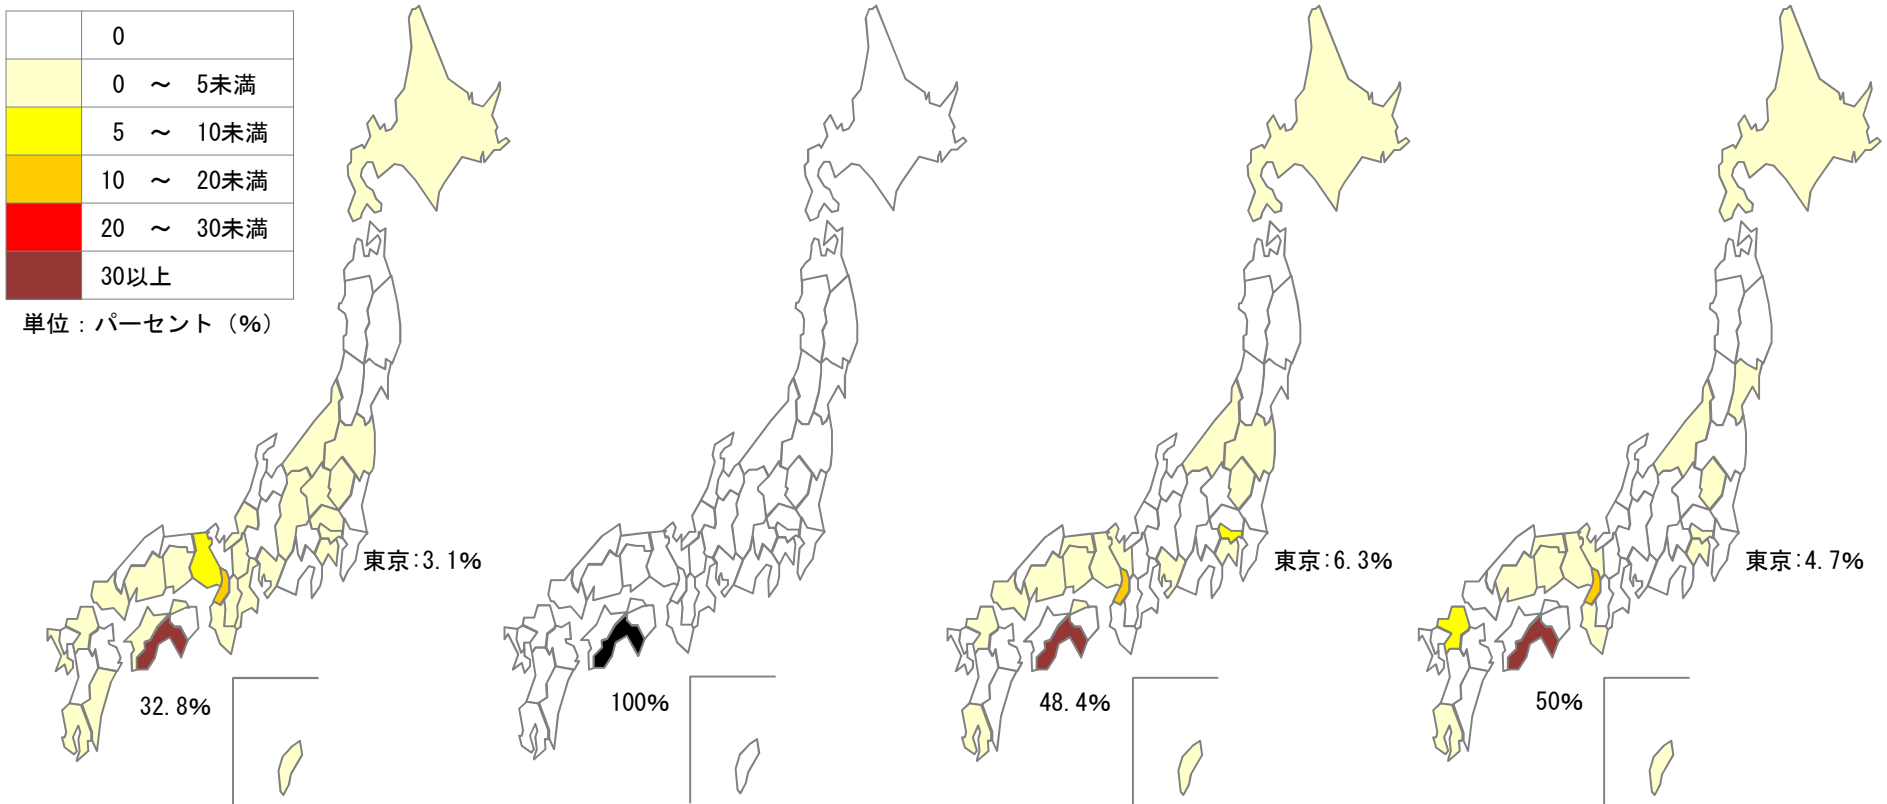 0
0 ～ 5未満
5 ～ 10未満
10 ～ 20未満
20 ～ 30未満
30以上
単位：パーセント（%）
東京:3.1%
32.8%
100%
東京:6.3%
48.4%
東京:4.7%
50%